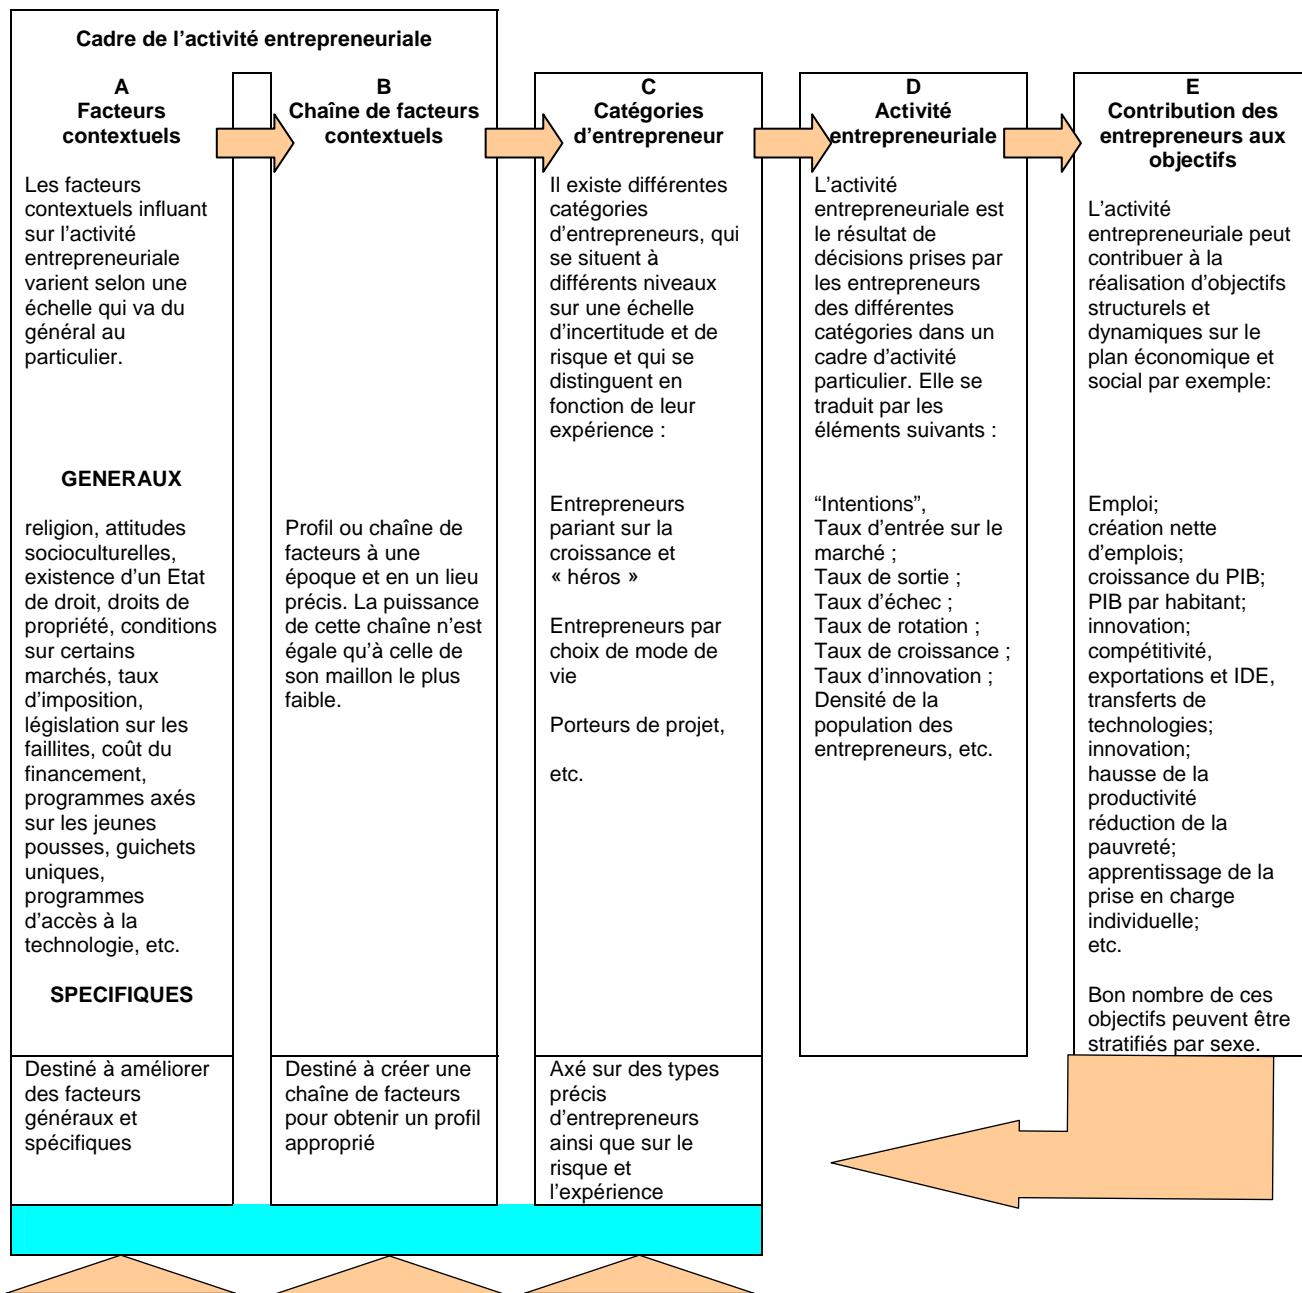 Cadre de l’activité entrepreneuriale
A
Facteurs
contextuels
Les facteurs
contextuels influant
sur l’activité
entrepreneuriale
varient selon une
échelle qui va du
général au
particulier.
GENERAUX
religion, attitudes
socioculturelles,
existence d’un Etat
de droit, droits de
propriété, conditions
sur certains
marchés, taux
d’imposition,
législation sur les
faillites, coût du
financement,
programmes axés
sur les jeunes
pousses, guichets
uniques,
programmes
d’accès à la
technologie, etc.
SPECIFIQUES
Destiné à améliorer
des facteurs
généraux et
spécifiques
B
Chaîne de facteurs
contextuels
Profil ou chaîne de
facteurs à une
époque et en un lieu
précis. La puissance
de cette chaîne n’est
égale qu’à celle de
son maillon le plus
faible.
Destiné à créer une
chaîne de facteurs
pour obtenir un profil
approprié
C
Catégories
d’entrepreneur
Il existe différentes
catégories
d’entrepreneurs, qui
se situent à
différents niveaux
sur une échelle
d’incertitude et de
risque et qui se
distinguent en
fonction de leur
expérience :
Entrepreneurs
pariant sur la
croissance et
« héros »
Entrepreneurs par
choix de mode de
vie
Porteurs de projet,
etc.
Axé sur des types
précis
d’entrepreneurs
ainsi que sur le
risque et
l’expérience
D
Activité
entrepreneuriale
L’activité
entrepreneuriale est
le résultat de
décisions prises par
les entrepreneurs
des différentes
catégories dans un
cadre d’activité
particulier. Elle se
traduit par les
éléments suivants :
“Intentions”,
Taux d’entrée sur le
marché ;
Taux de sortie ;
Taux d’échec ;
Taux de rotation ;
Taux de croissance ;
Taux d’innovation ;
Densité de la
population des
entrepreneurs, etc.
E
Contribution des
entrepreneurs aux
objectifs
L’activité
entrepreneuriale peut
contribuer à la
réalisation d’objectifs
structurels et
dynamiques sur le
plan économique et
social par exemple:
Emploi;
création nette
d’emplois;
croissance du PIB;
PIB par habitant;
innovation;
compétitivité,
exportations et IDE,
transferts de
technologies;
innovation;
hausse de la
productivité
réduction de la
pauvreté;
apprentissage de la
prise en charge
individuelle;
etc.
Bon nombre de ces
objectifs peuvent être
stratifiés par sexe.